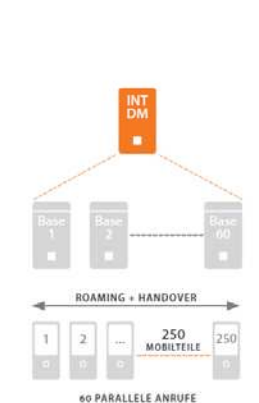 INT
DM
Base
1
Base
2
Base
60
ROAMING + HANDOVER
1
2
...
250
MOBILTEILE
250
60 PARALLELE ANRUFE